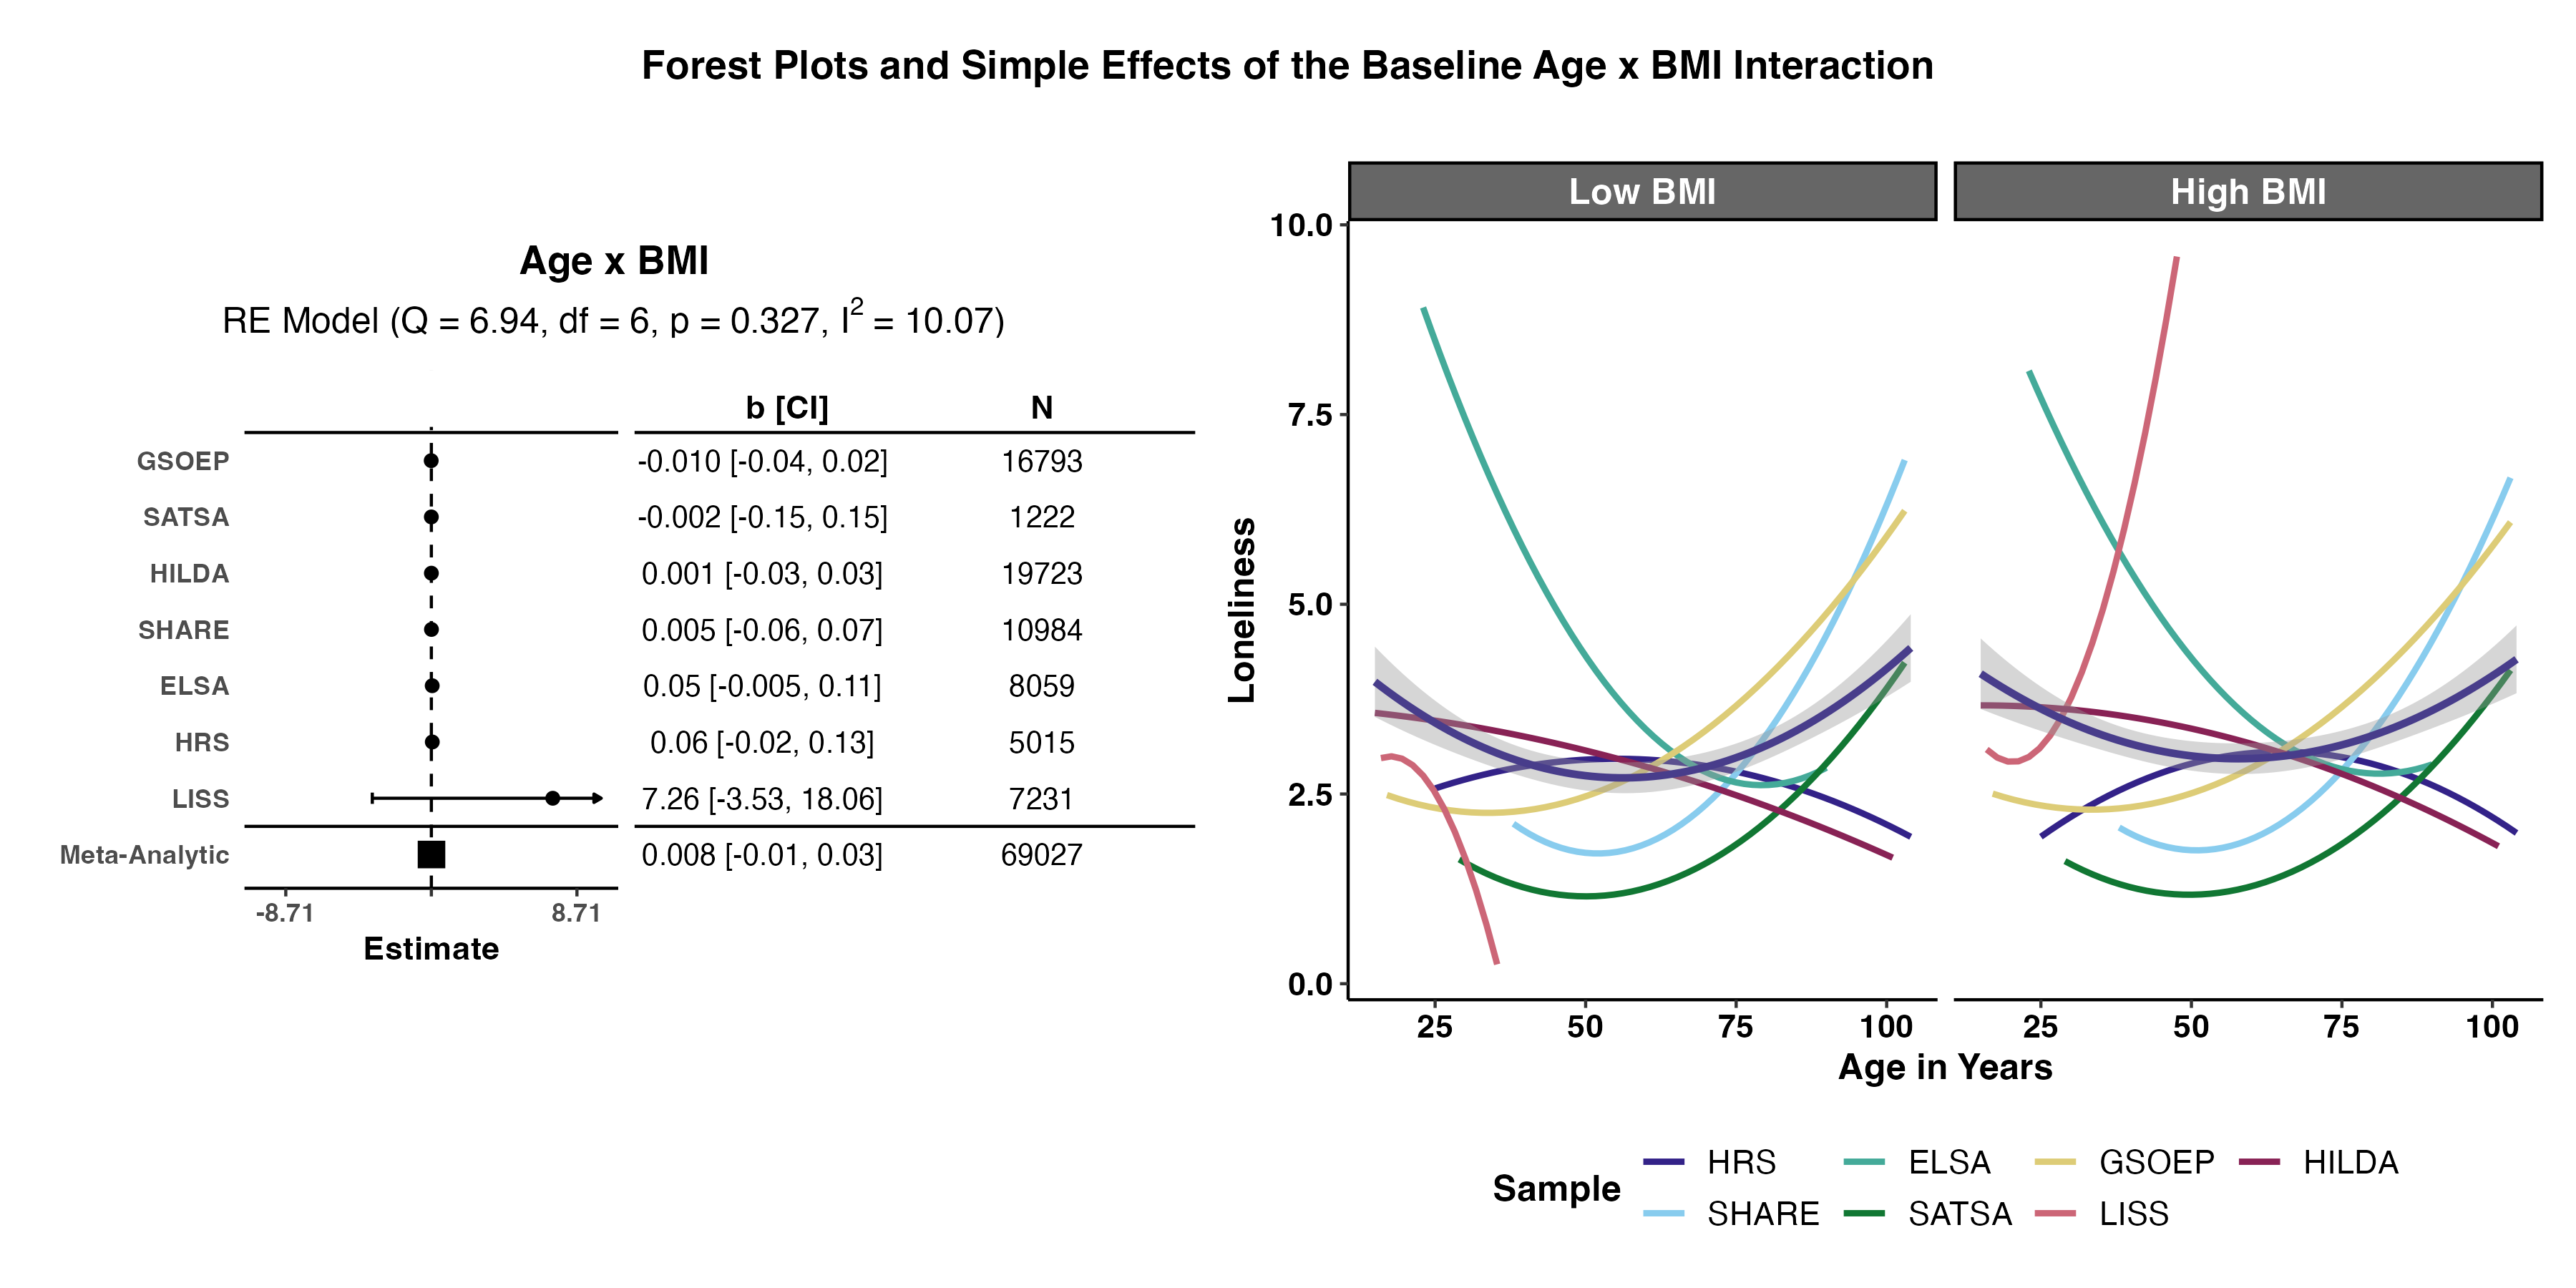 Forest Plots and Simple Effects of the Baseline Age x BMI Interaction
Age x BMI
RE Model (Q = 6.94, df = 6, p = 0.327, I² = 10.07)
b [CI] N
GSOEP -0.010 [-0.04, 0.02] 16793
SATSA -0.002 [-0.15, 0.15] 1222
HILDA 0.001 [-0.03, 0.03] 19723
SHARE 0.005 [-0.06, 0.07] 10984
ELSA 0.05 [-0.005, 0.11] 8059
HRS 0.06 [-0.02, 0.13] 5015
LISS 7.26 [-3.53, 18.06] 7231
Meta-Analytic 0.008 [-0.01, 0.03] 69027
-8.71 8.71
Estimate
Low BMI High BMI
10.0
7.5
5.0
2.5
0.0
Loneliness
25 50 75 100 25 50 75 100
Age in Years
Sample
HRS ELSA GSOEP HILDA
SHARE SATSA LISS